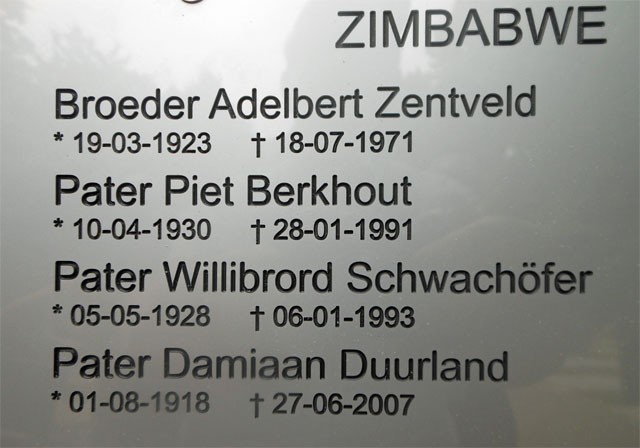 ZIMBABWE
Broeder Adelbert Zentveld
* 19-03-1923 † 18-07-1971
Pater Piet Berkhout
* 10-04-1930 † 28-01-1991
Pater Willibrord Schwachöfer
* 05-05-1928 † 06-01-1993
Pater Damiaan Duurland
* 01-08-1918 † 27-06-2007